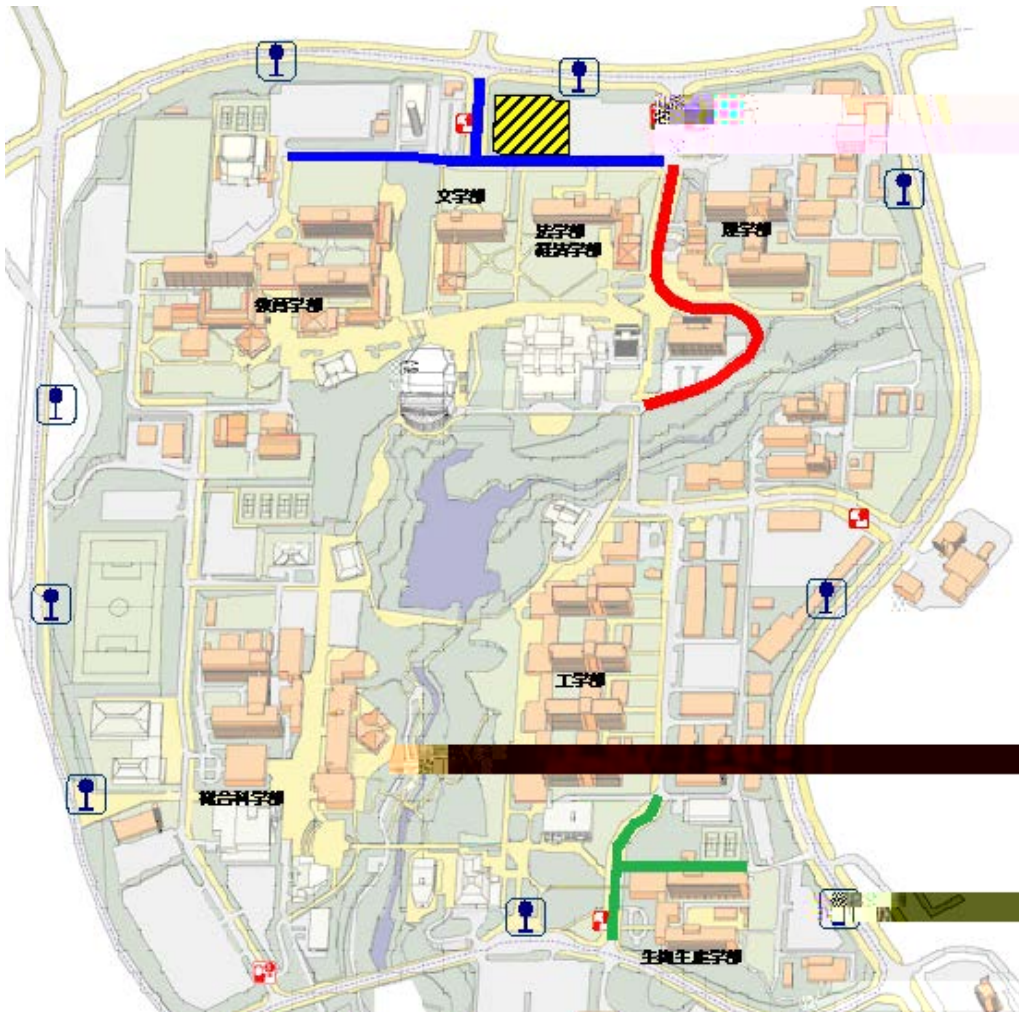 文学部
法学部
経済学部
理学部
教育学部
工学部
総合科学部
生物生産学部